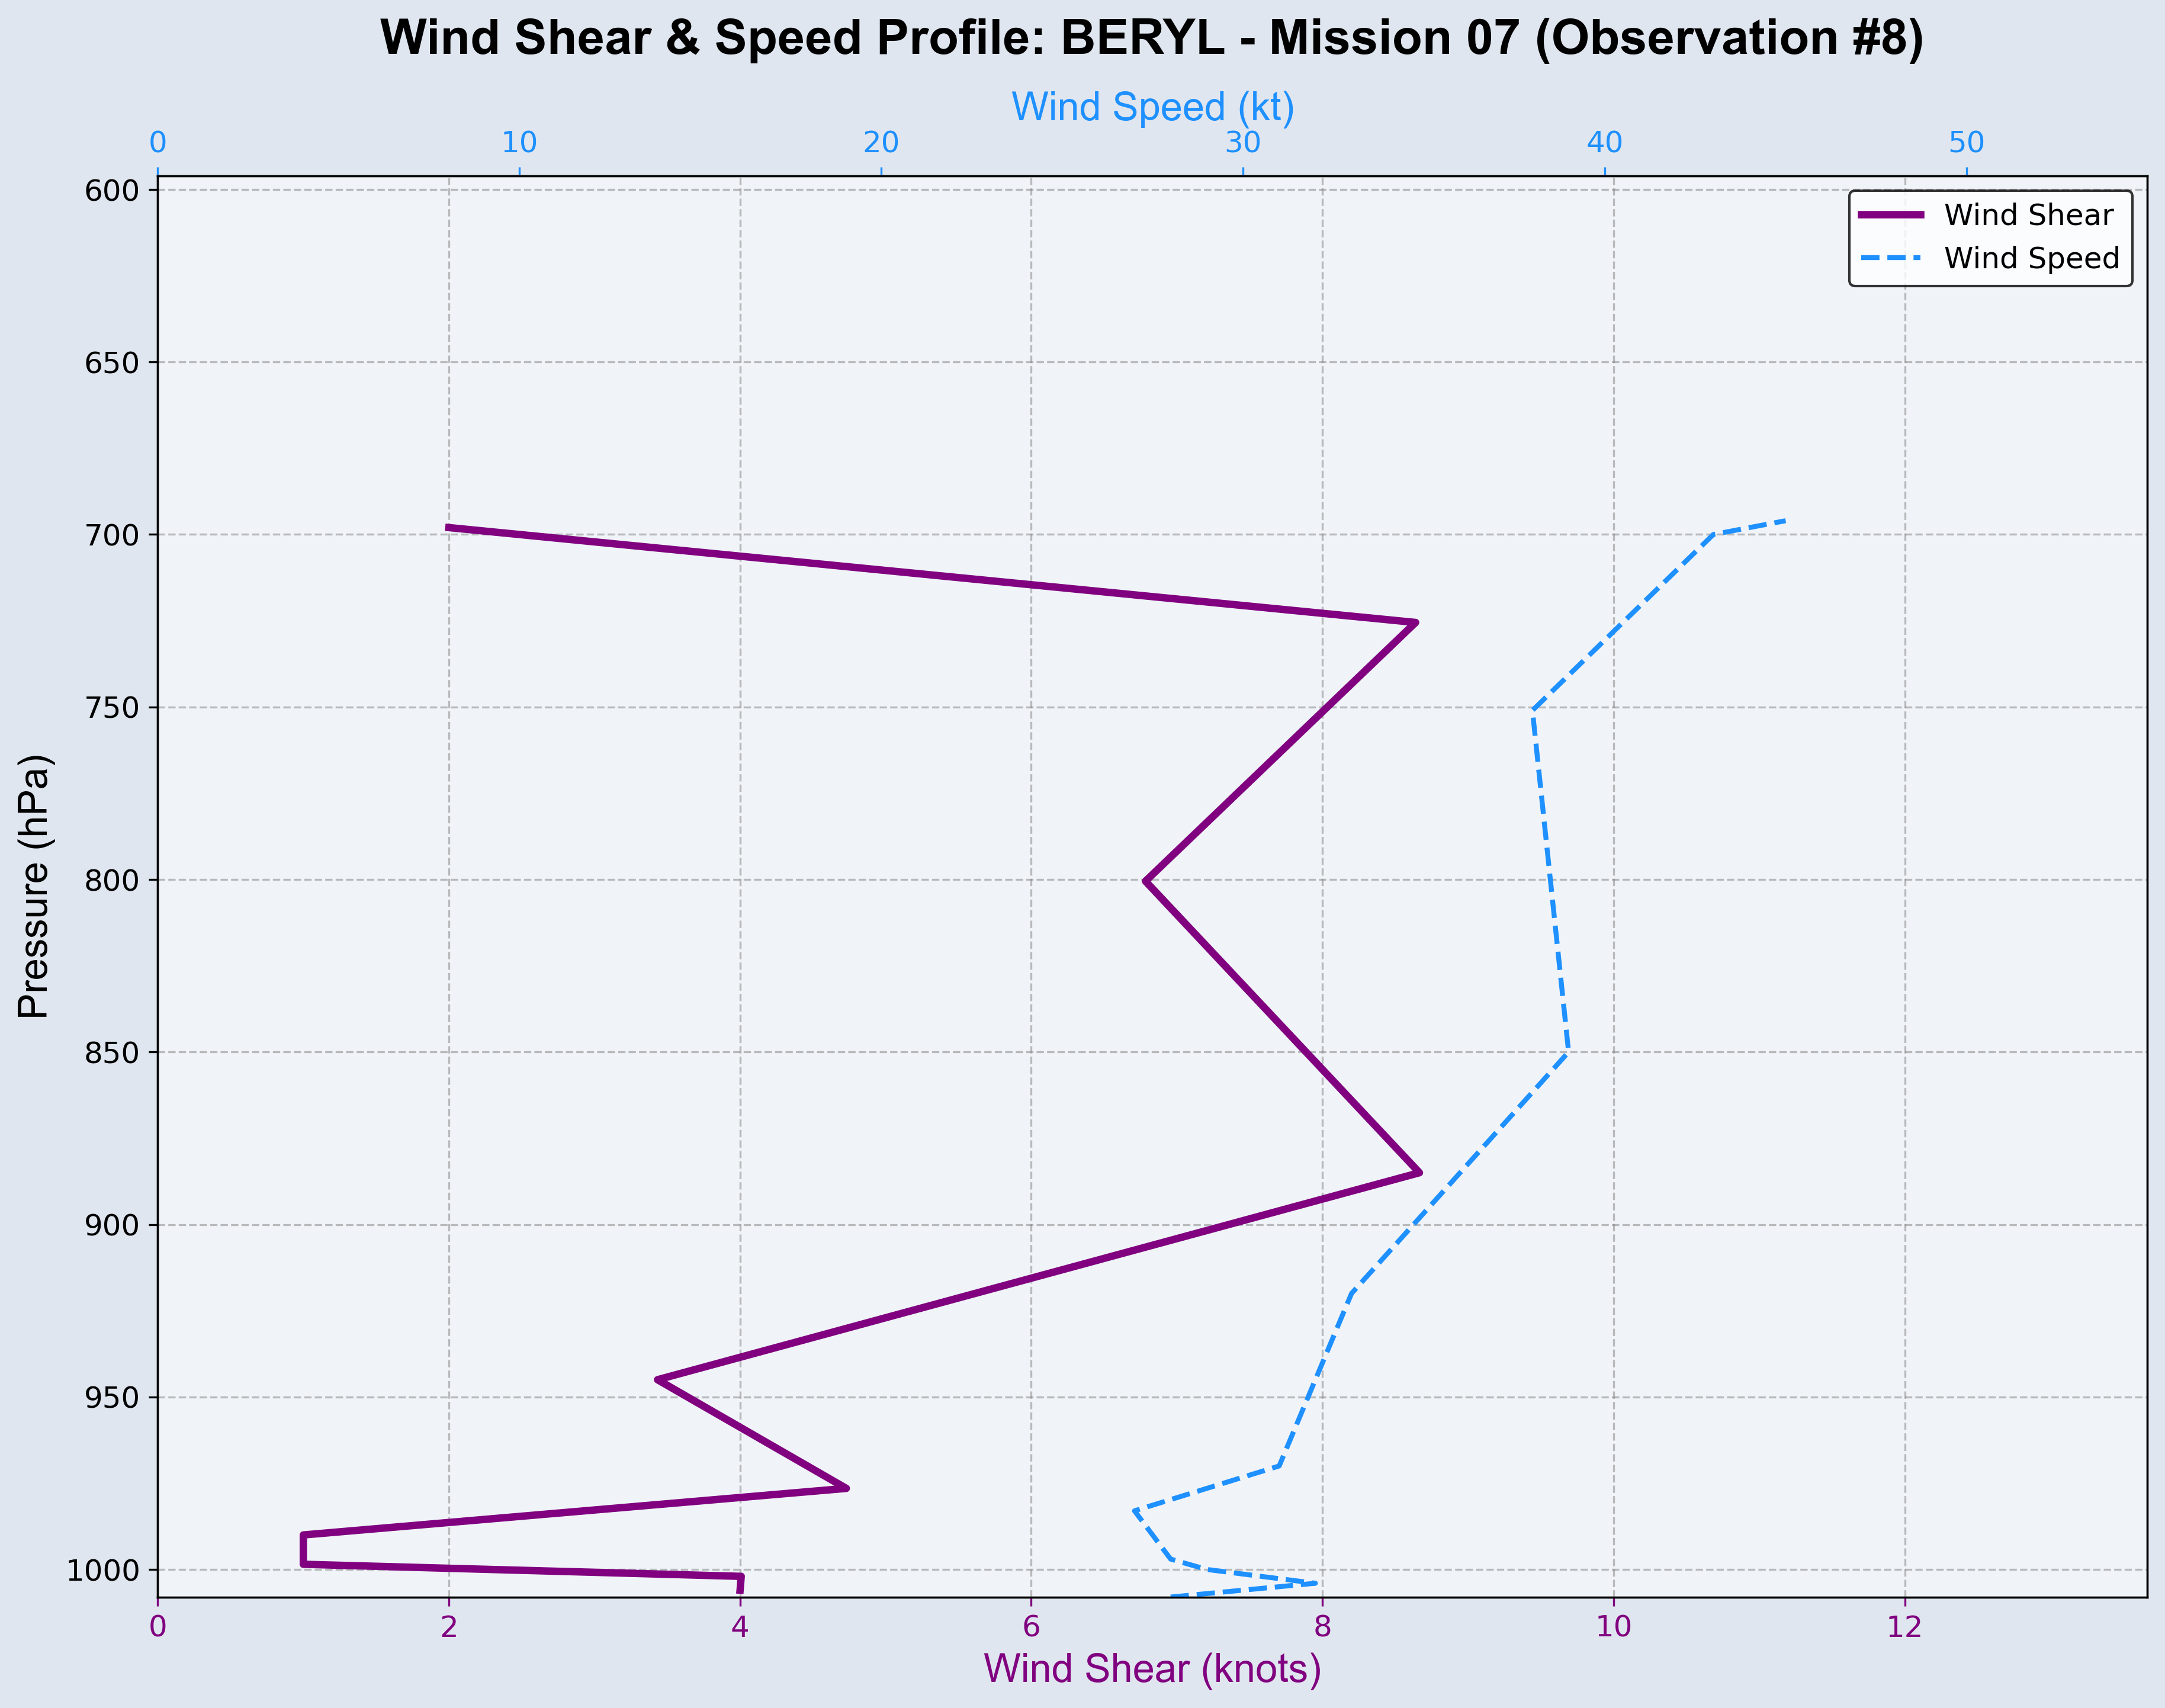 Wind Shear & Speed Profile: BERYL - Mission 07 (Observation #8)
Wind Speed (kt)
0 10 20 30 40 50
Wind Shear
Wind Speed
600
650
700
750
800
850
900
950
1000
Pressure (hPa)
0 2 4 6 8 10 12
Wind Shear (knots)